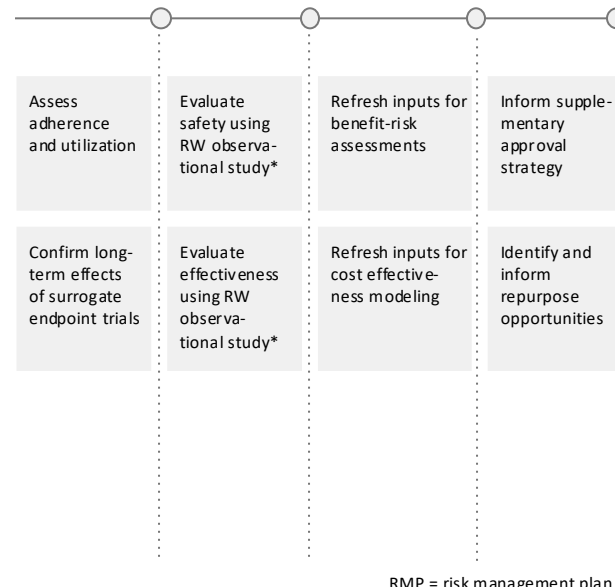 Assess
adherence
and utilization
Evaluate
safety using
RW observa-
tional study*
Refresh inputs for
benefit-risk
assessments
Inform supple-
mentary
approval
strategy
Confirm long-
term effects
of surrogate
endpoint trials
Evaluate
effectiveness
using RW
observa-
tional study*
Refresh inputs for
cost effective-
ness modeling
Identify and
inform
repurpose
opportunities
RMP = risk management plan